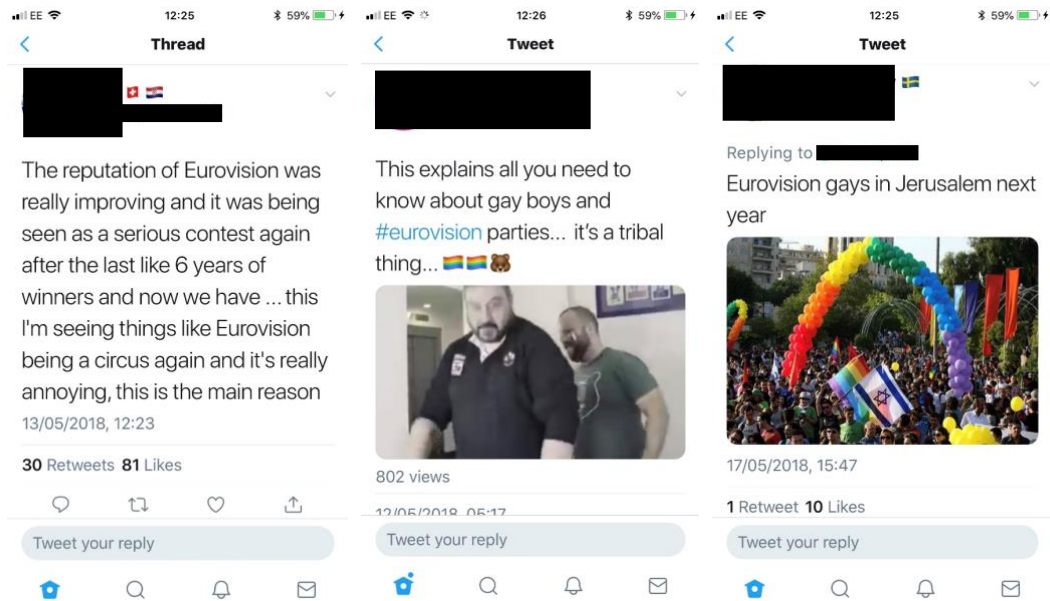 EE 12:25 59%
Thread
The reputation of Eurovision was
really improving and it was being
seen as a serious contest again
after the last like 6 years of
winners and now we have ... this
I'm seeing things like Eurovision
being a circus again and it's really
annoying, this is the main reason
13/05/2018, 12:23
30 Retweets 81 Likes
Tweet your reply
EE 12:26 59%
Tweet
This explains all you need to
know about gay boys and
#eurovision parties... it's a tribal
thing...
802 views
12/05/2018, 05:17
Tweet your reply
EE 12:25 59%
Tweet
Replying to
Eurovision gays in Jerusalem next
year
17/05/2018, 15:47
1 Retweet 10 Likes
Tweet your reply